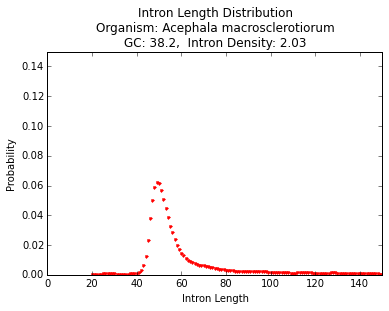 Intron Length Distribution
Organism: Acephala macrosclerotiorum
GC: 38.2,  Intron Density: 2.03
0.14
0.12
0.10
0.08
0.06
0.04
0.02
0.00
Probability
0 20 40 60 80 100 120 140
Intron Length